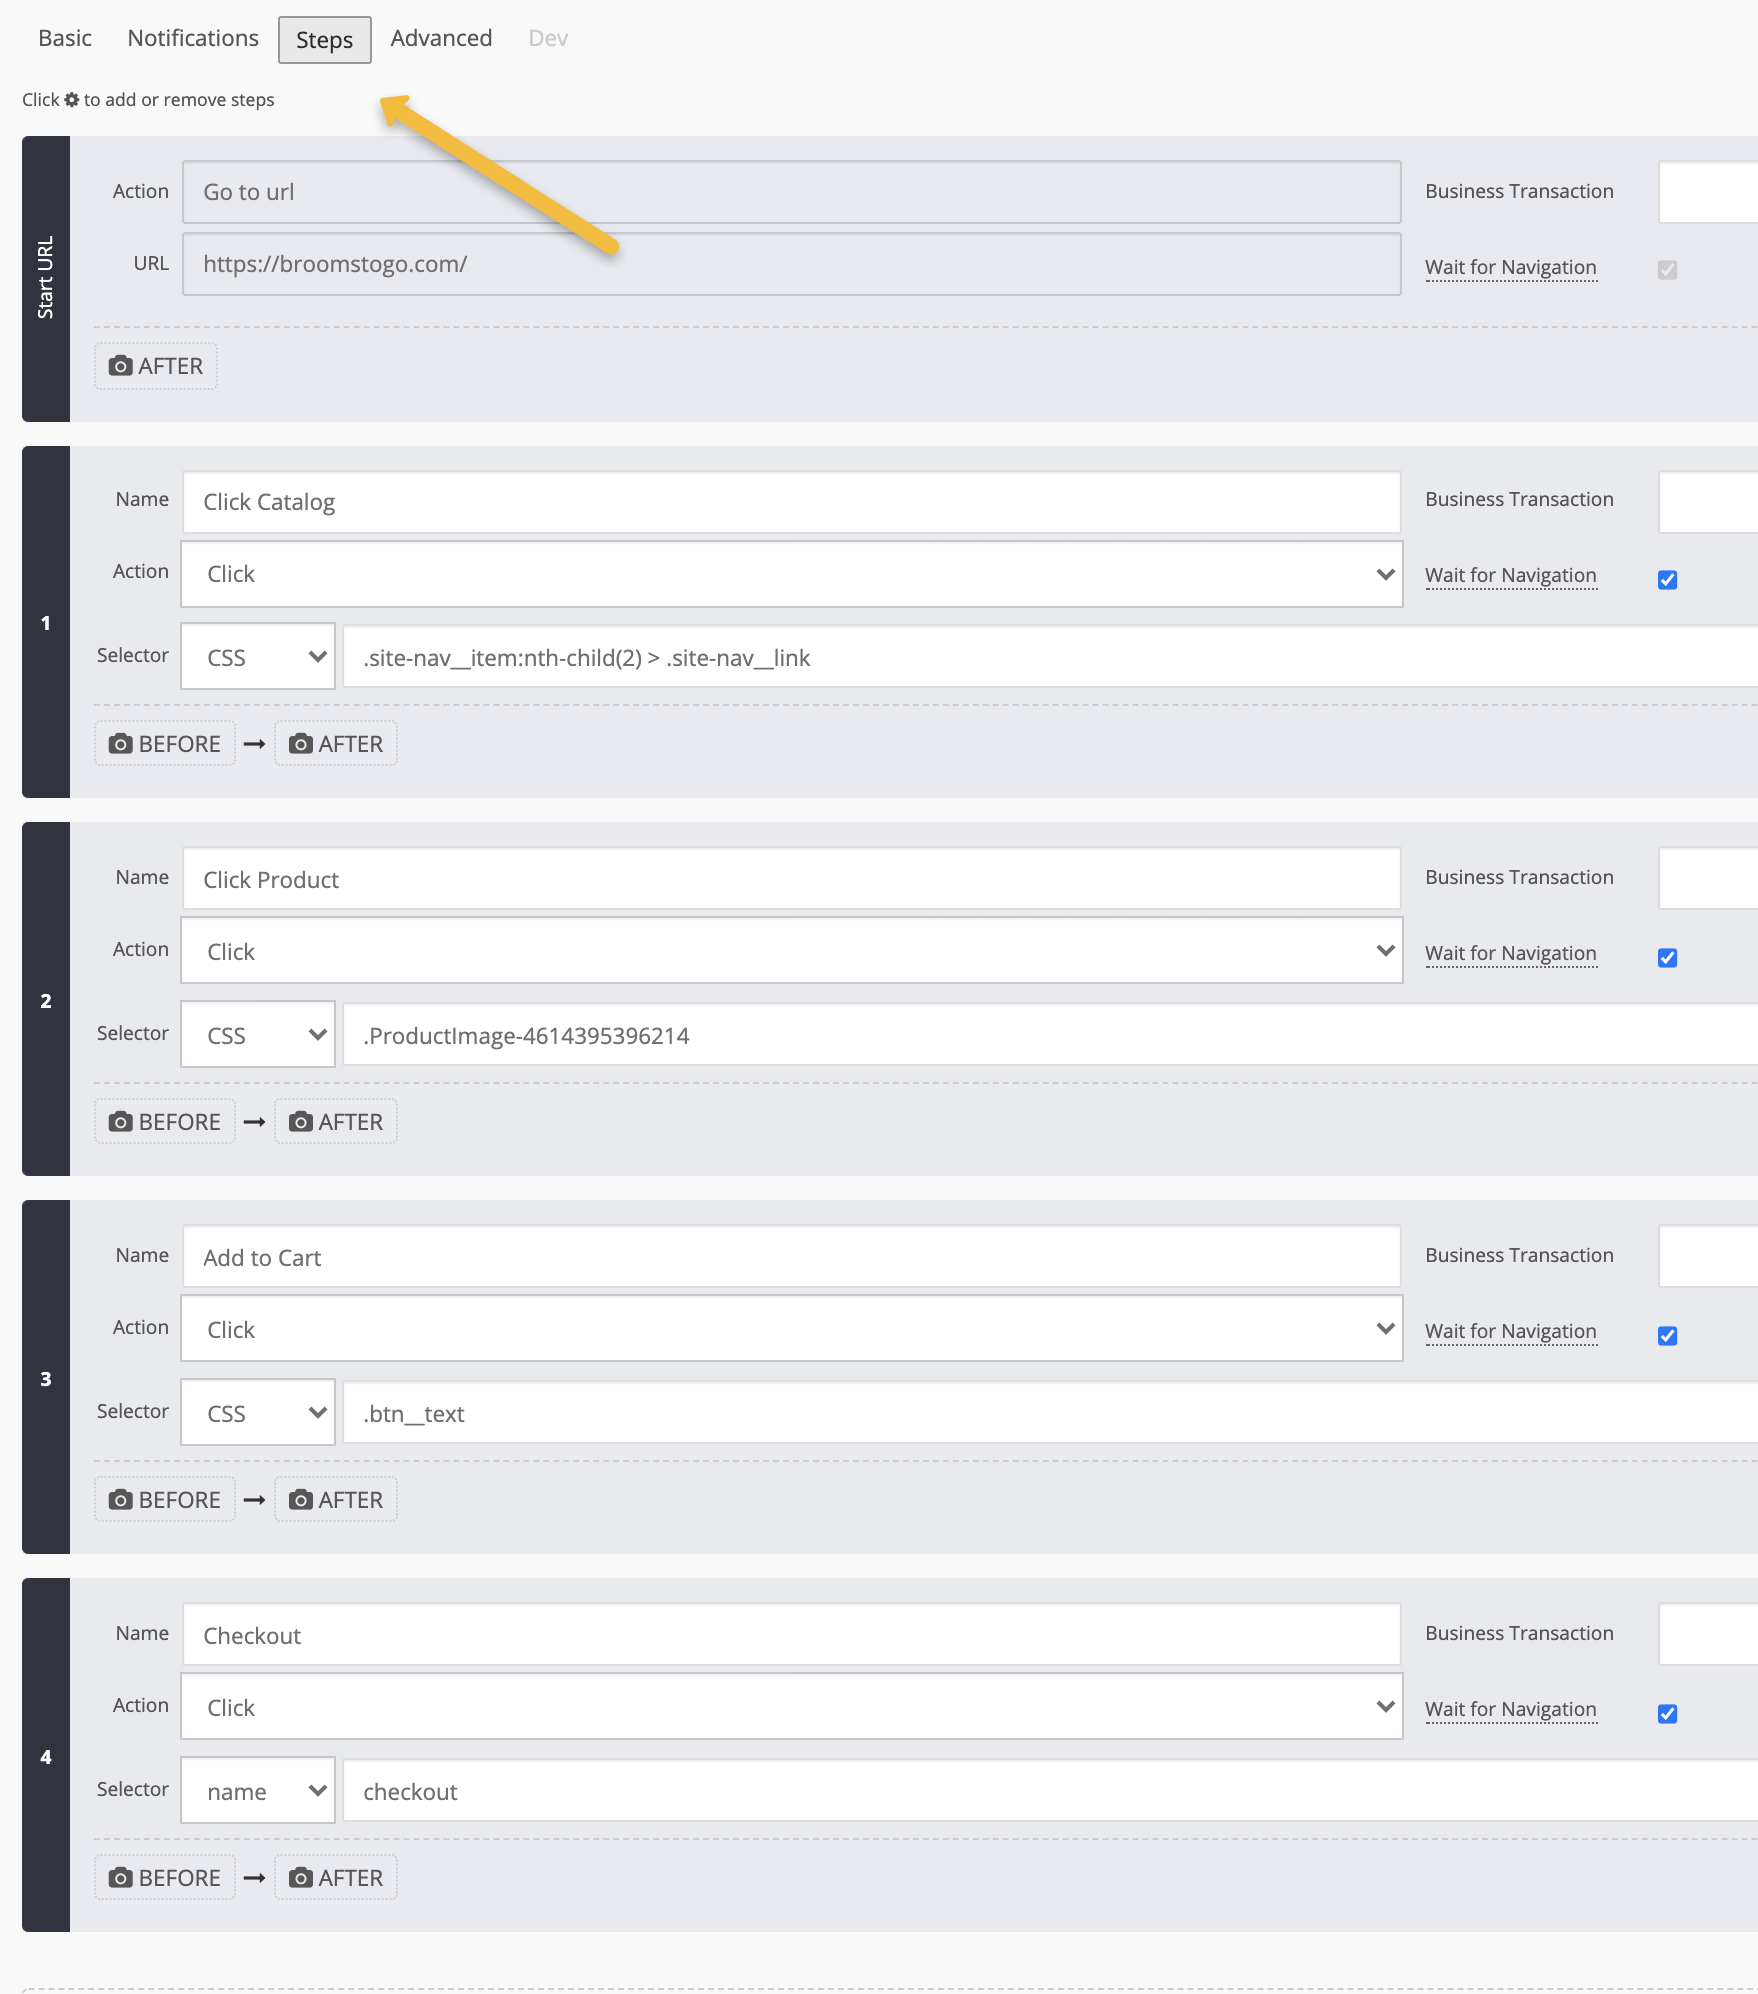 Basic Notifications Steps Advanced Dev
Click to add or remove steps
Start URL
Action Go to url Business Transaction
URL https://broomstogo.com/ Wait for Navigation
AFTER
1
Name Click Catalog Business Transaction
Action Click Wait for Navigation
Selector CSS .site-nav__item:nth-child(2) > .site-nav__link
BEFORE AFTER
2
Name Click Product Business Transaction
Action Click Wait for Navigation
Selector CSS .ProductImage-4614395396214
BEFORE AFTER
3
Name Add to Cart Business Transaction
Action Click Wait for Navigation
Selector CSS .btn__text
BEFORE AFTER
4
Name Checkout Business Transaction
Action Click Wait for Navigation
Selector name checkout
BEFORE AFTER